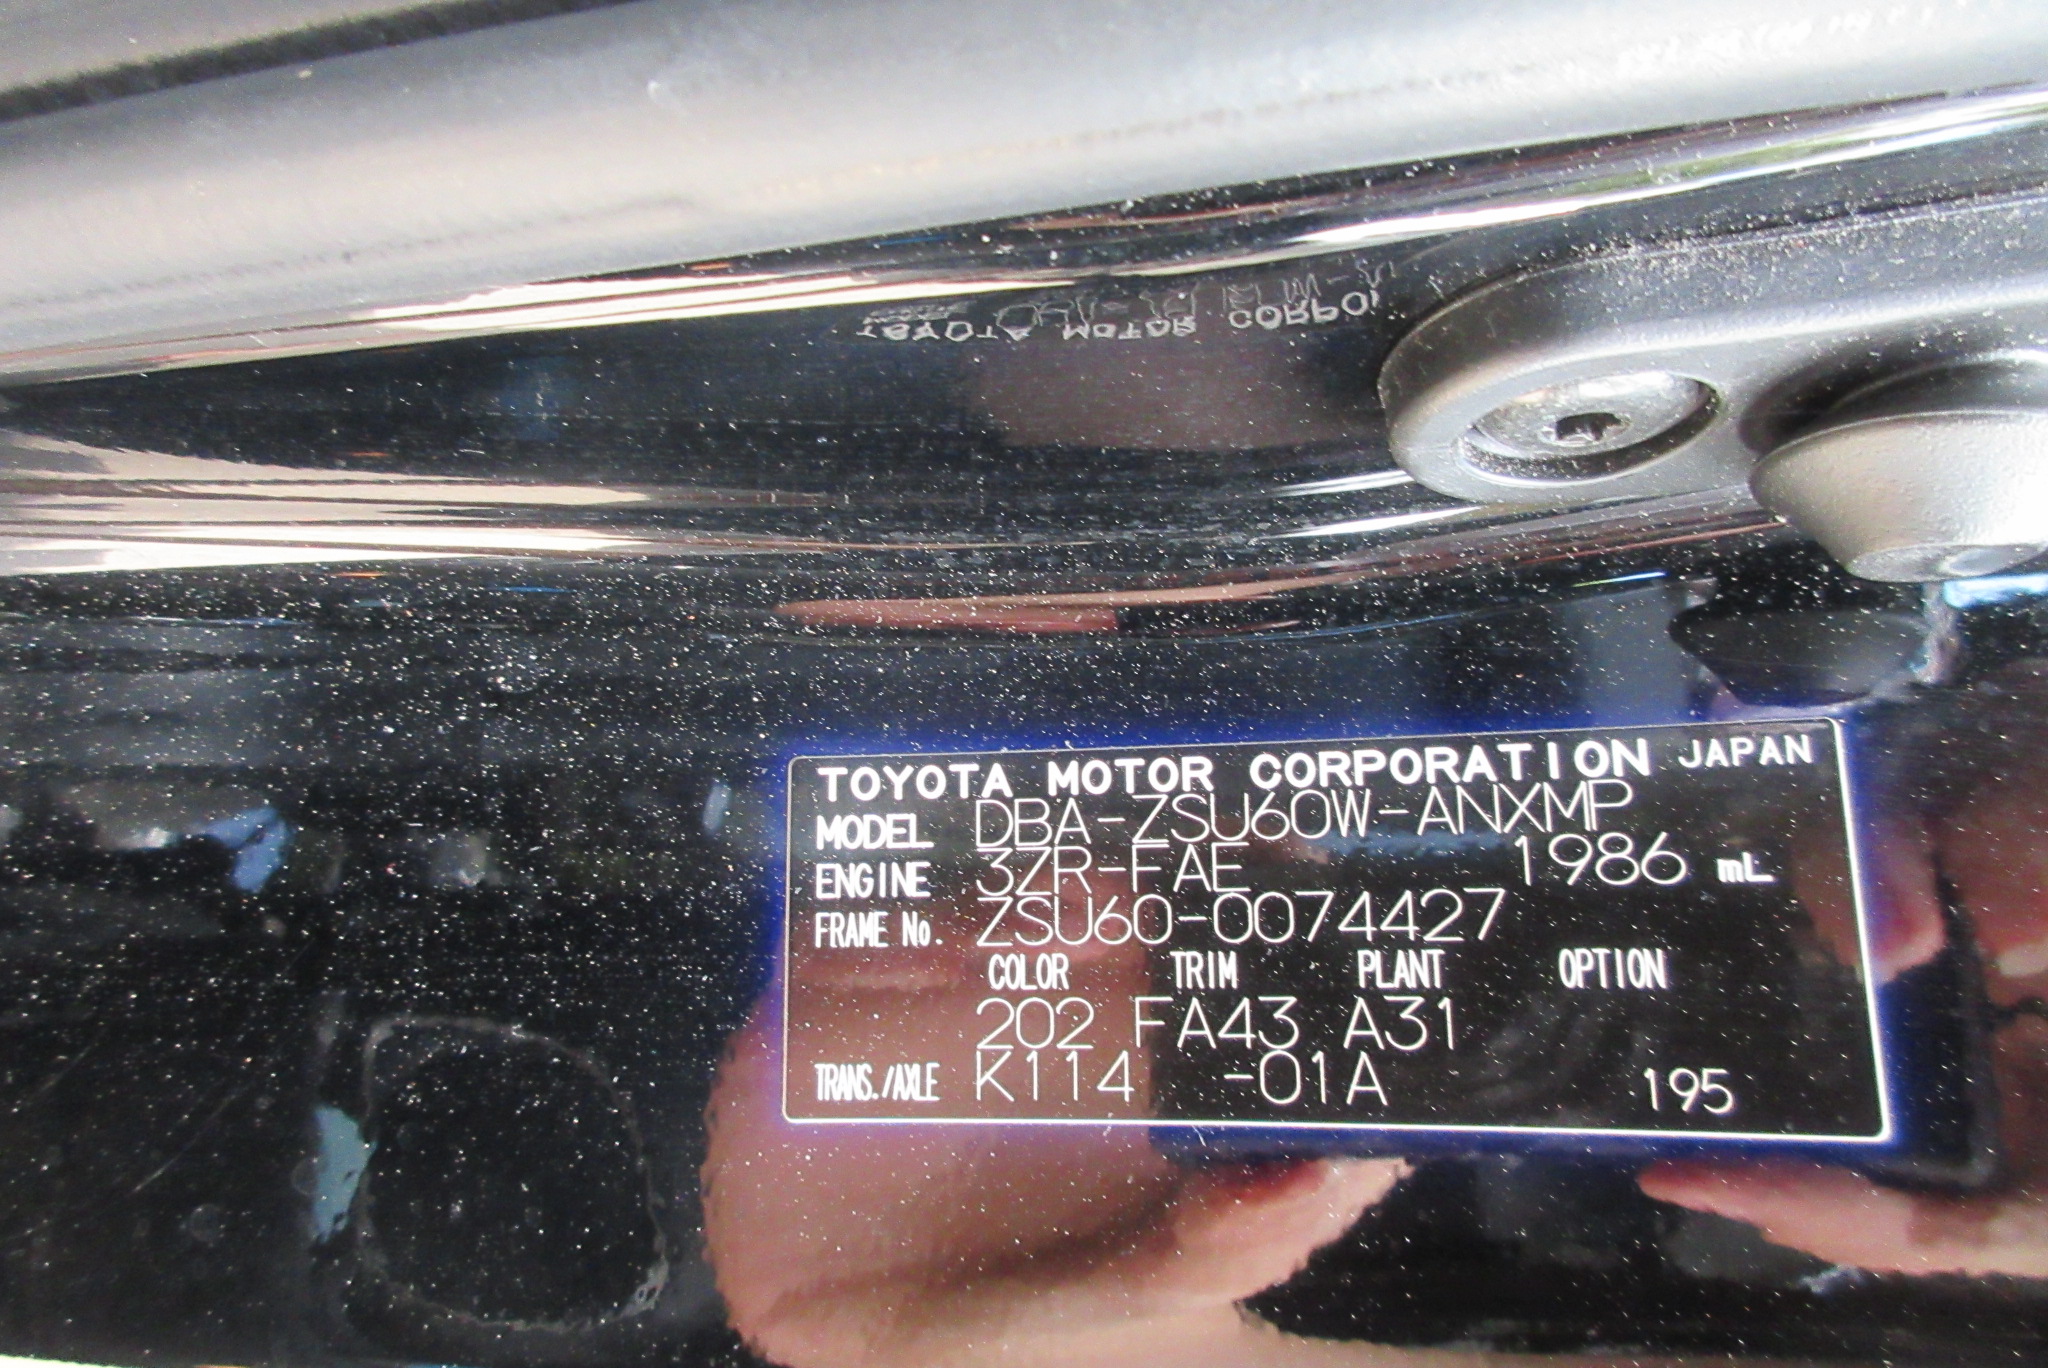 TOYOTA MOTOR CORPORATION JAPAN
MODEL DBA-ZSU60W-ANXMP
ENGINE 3ZR-FAE 1986 mL
FRAME No. ZSU60-0074427
COLOR TRIM PLANT OPTION
202 FA43 A31
TRANS./AXLE K114 -01A 195